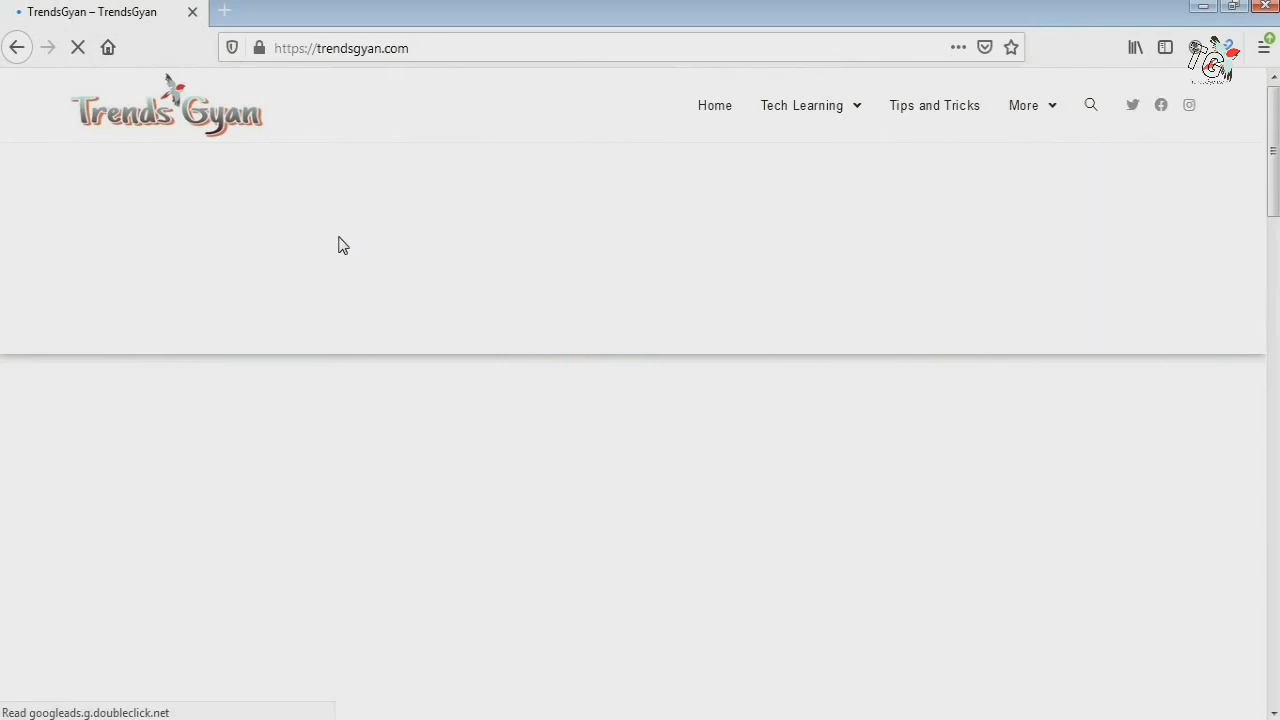 TrendsGyan – TrendsGyan
https://trendsgyan.com
Trends Gyan
Home
Tech Learning
Tips and Tricks
More
Read googleads.g.doubleclick.net